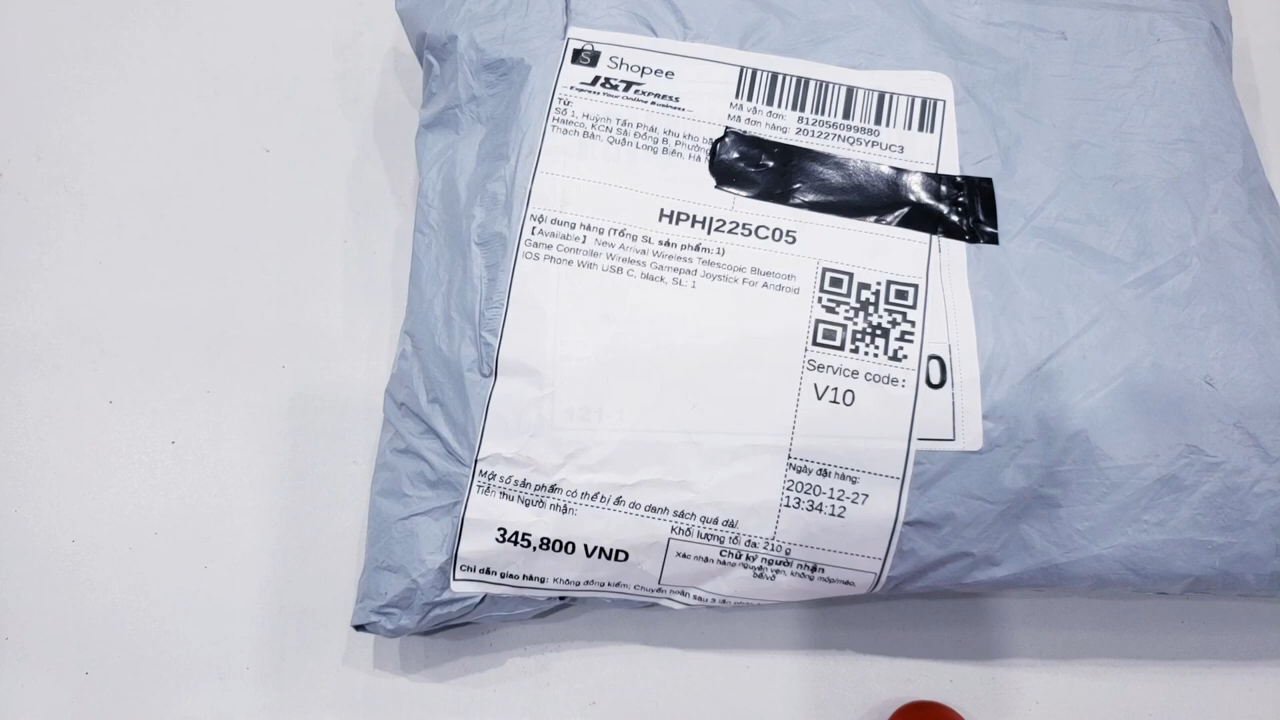 Shopee
J&T EXPRESS
Express Your Online Business
Mã vận đơn: 812056099880
Mã đơn hàng: 201227NQ5YPUC3
Từ:
Số 1, Huỳnh Tấn Phát, khu kho
Hateco, KCN Sài Đồng B, Phường
Thạch Bàn, Quận Long Biên, Hà
HPH|225C05
Nội dung hàng (Tổng SL sản phẩm: 1)
【Available】 New Arrival Wireless Telescopic Bluetooth
Game Controller Wireless Gamepad Joystick For Android
IOS Phone With USB C, black, SL: 1
Service code:
V10
0
Ngày đặt hàng:
2020-12-27
13:34:12
Một số sản phẩm có thể bị ẩn do danh sách quá dài.
Tiền thu Người nhận:
345,800 VND
Khối lượng tối đa: 210 g
Chữ ký người nhận
Xác nhận hàng nguyên vẹn, không móp/méo,
bể/vỡ
Chỉ dẫn giao hàng: Không đồng kiểm; Chuyển hoàn sau 3 lần